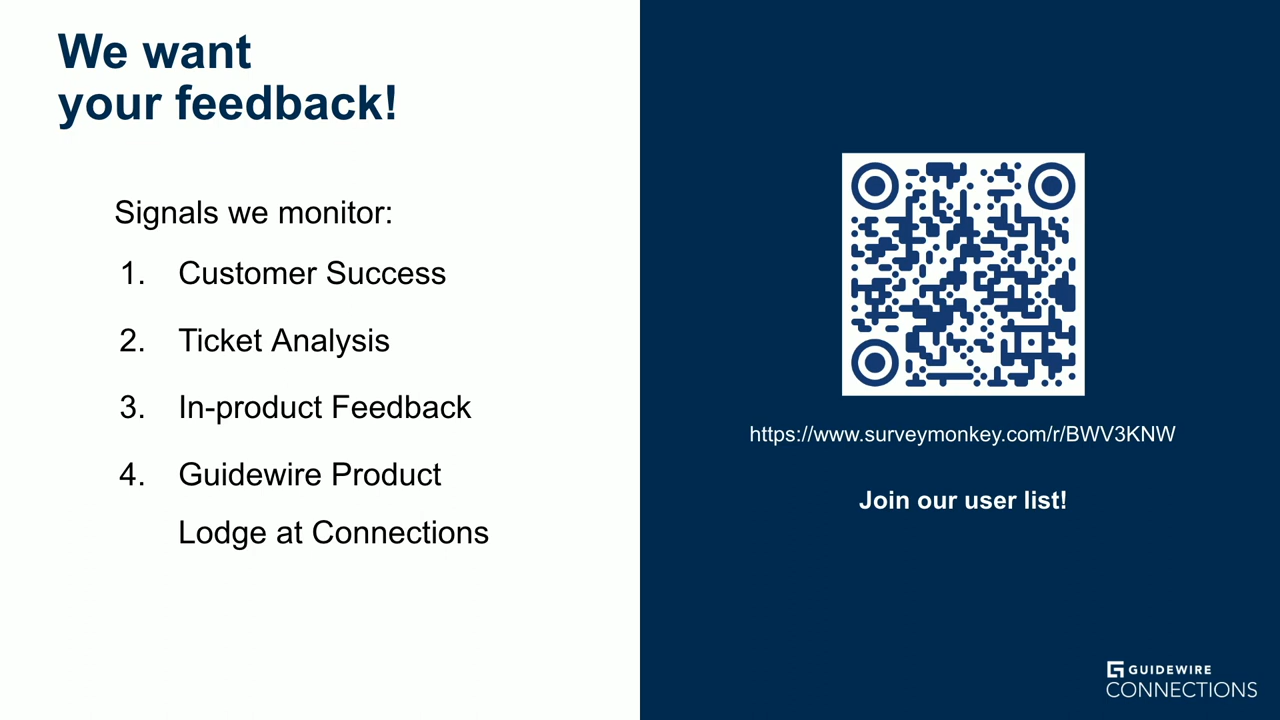 We want
your feedback!
Signals we monitor:
1. Customer Success
2. Ticket Analysis
3. In-product Feedback
4. Guidewire Product
Lodge at Connections
https://www.surveymonkey.com/r/BWV3KNW
Join our user list!
GUIDEWIRE
CONNECTIONS